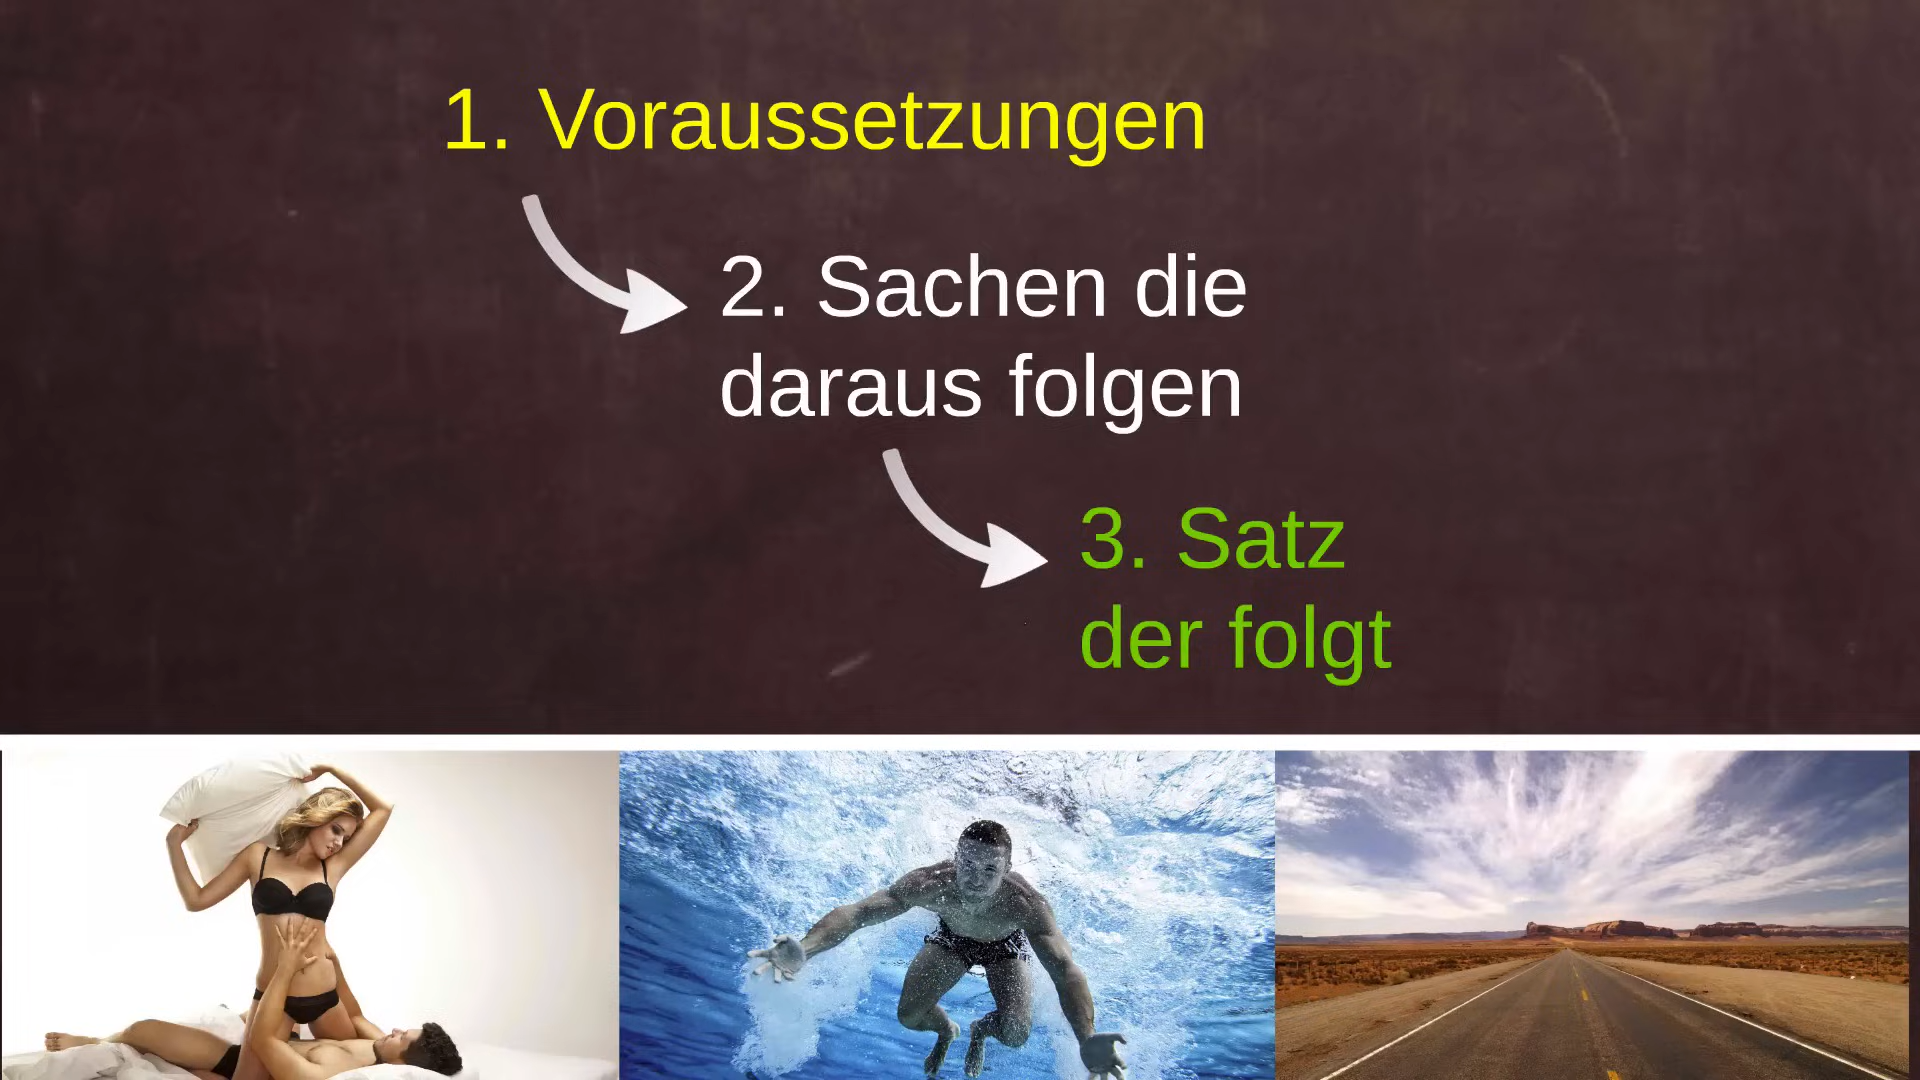 1. Voraussetzungen
2. Sachen die
daraus folgen
3. Satz
der folgt